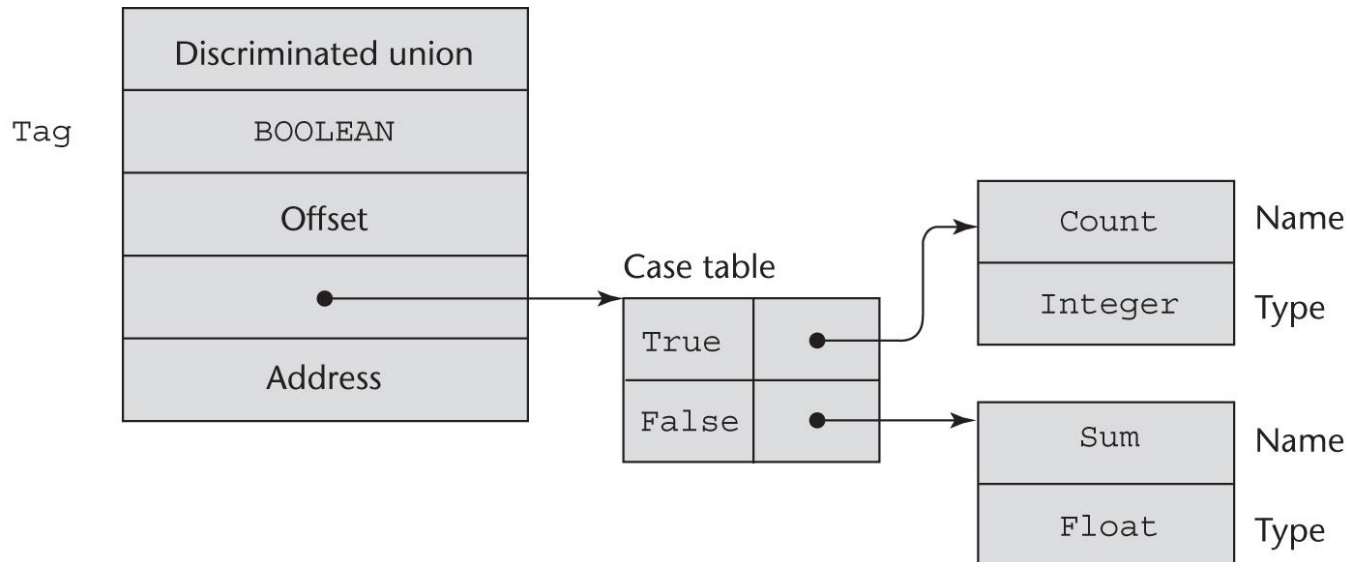 Discriminated union
Tag
BOOLEAN
Offset
Address
Case table
True
False
Count
Name
Integer
Type
Sum
Name
Float
Type